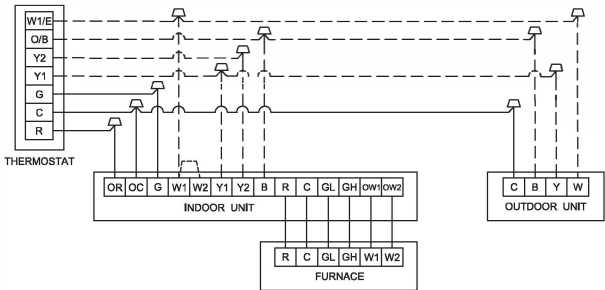 W1/E
O/B
Y2
Y1
G
C
R
THERMOSTAT
OR OC G W1 W2 Y1 Y2 B R C GL GH OW1 OW2
INDOOR UNIT
C B Y W
OUTDOOR UNIT
R C GL GH W1 W2
FURNACE